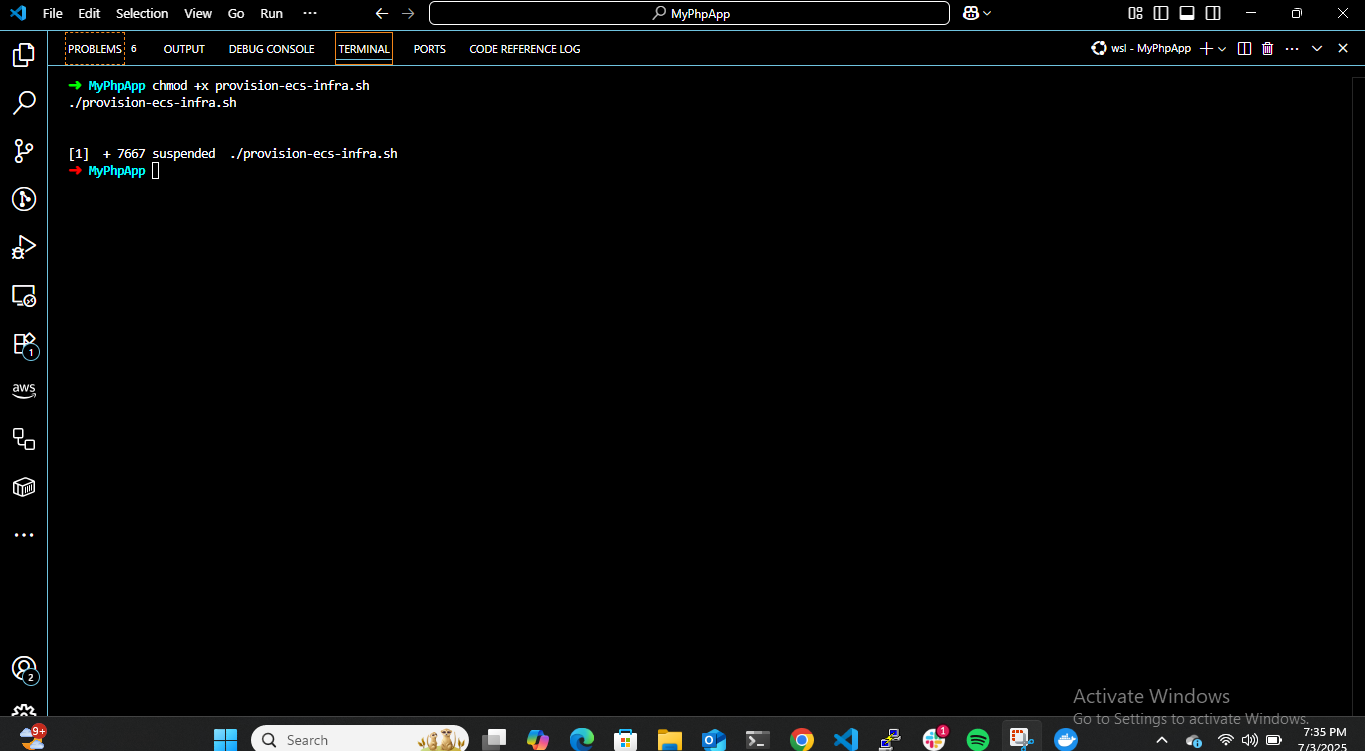 File Edit Selection View Go Run ···
MyPhpApp
PROBLEMS 6 OUTPUT DEBUG CONSOLE TERMINAL PORTS CODE REFERENCE LOG
wsl - MyPhpApp
➜ MyPhpApp chmod +x provision-ecs-infra.sh
./provision-ecs-infra.sh
[1]  + 7667 suspended  ./provision-ecs-infra.sh
➜ MyPhpApp
1
aws
2
Activate Windows
Go to Settings to activate Windows.
9+
Search
1
7:35 PM
7/3/2025